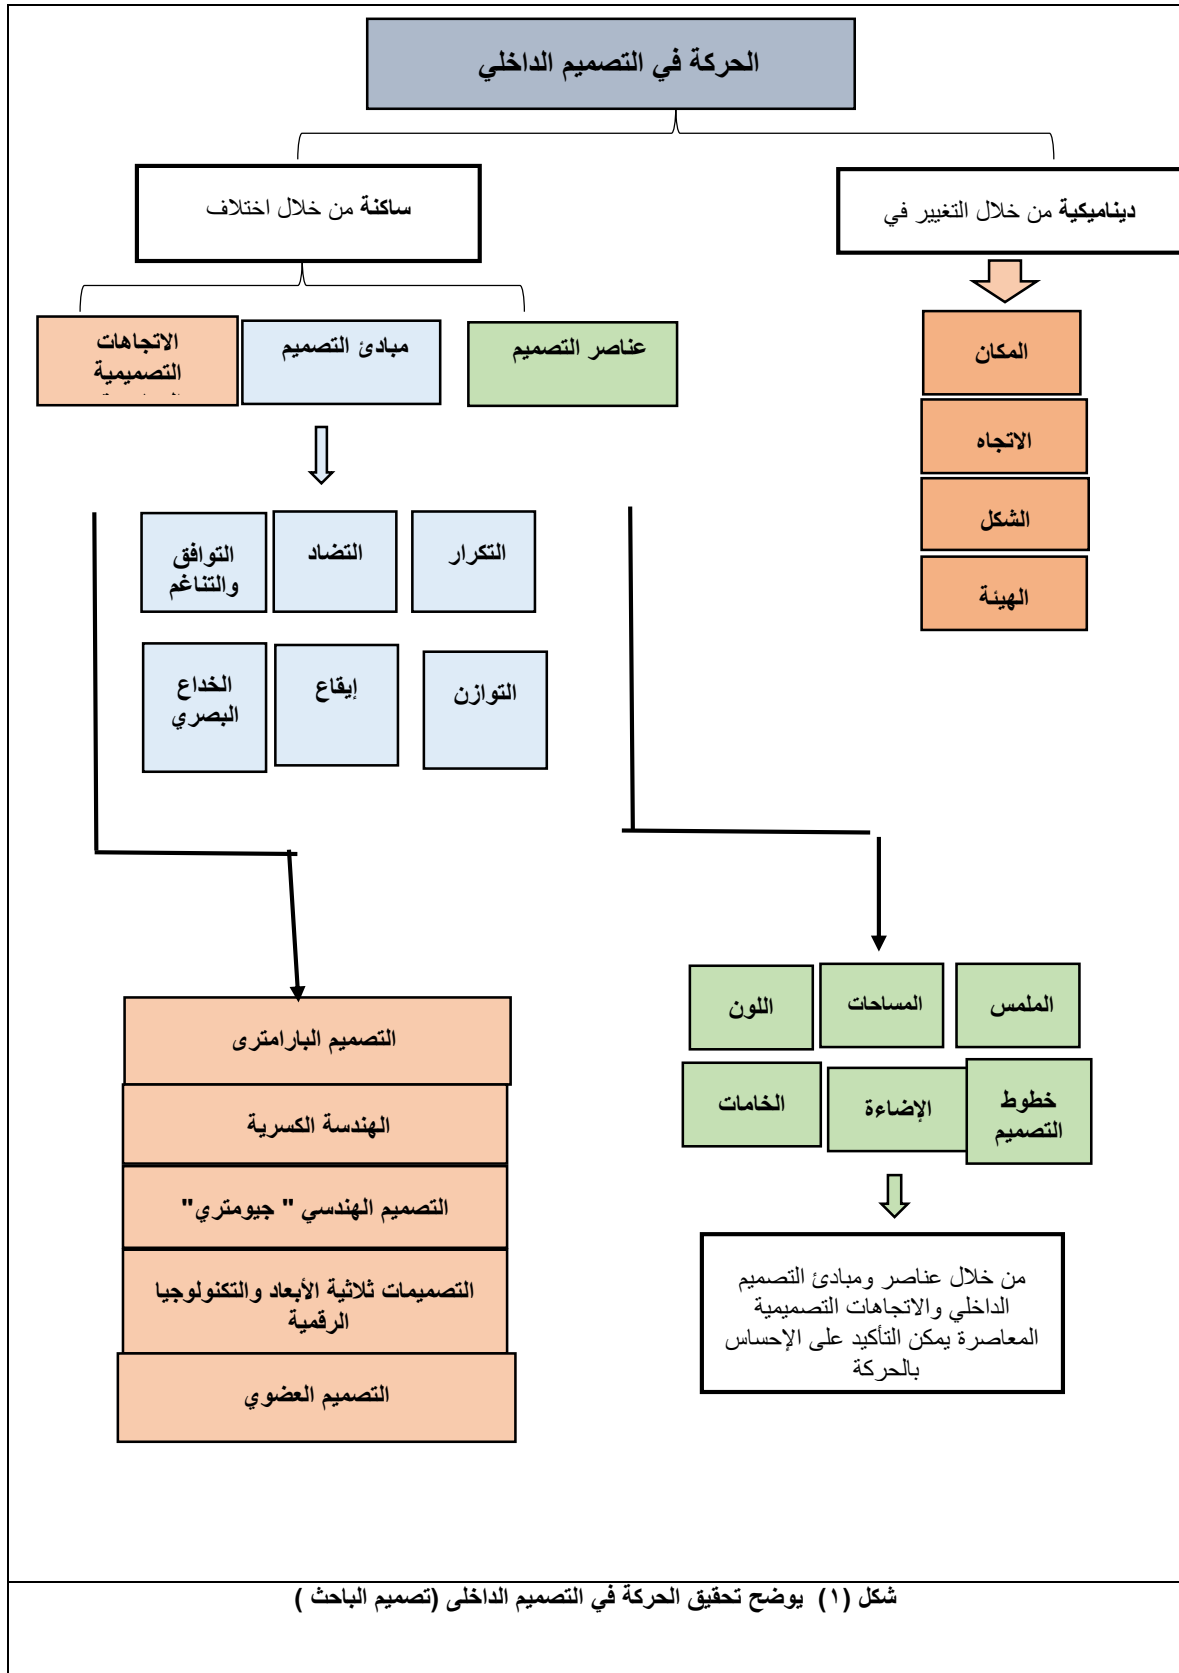 الحركة في التصميم الداخلي
ديناميكية من خلال التغيير في
ساكنة من خلال اختلاف
المكان
الاتجاه
الشكل
الهيئة
عناصر التصميم
مبادئ التصميم
الاتجاهات
التصميمية
التكرار
التضاد
التوافق
والتناغم
التوازن
إيقاع
الخداع
البصري
الملمس
المساحات
اللون
خطوط
التصميم
الإضاءة
الخامات
من خلال عناصر ومبادئ التصميم
الداخلي والاتجاهات التصميمية
المعاصرة يمكن التأكيد على الإحساس
بالحركة
التصميم البارامترى
الهندسة الكسرية
التصميم الهندسي " جيومتري"
التصميمات ثلاثية الأبعاد والتكنولوجيا
الرقمية
التصميم العضوي
شكل (١) يوضح تحقيق الحركة في التصميم الداخلى (تصميم الباحث )